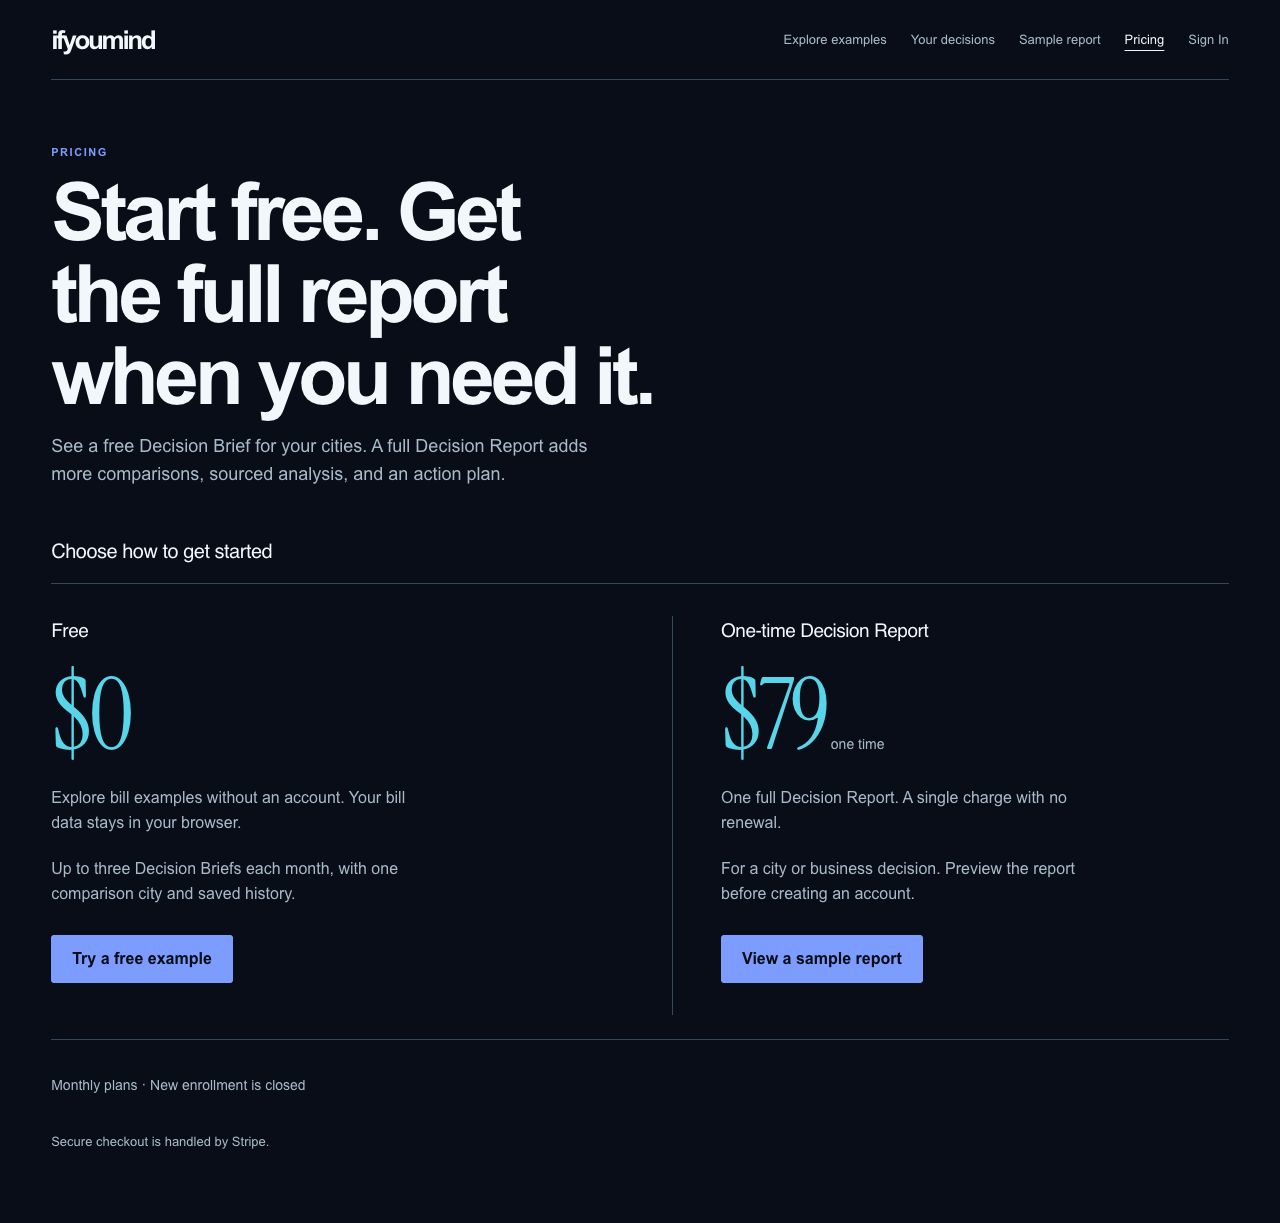 ifyoumind
Explore examples
Your decisions
Sample report
Pricing
Sign In
PRICING
Start free. Get
the full report
when you need it.
See a free Decision Brief for your cities. A full Decision Report adds
more comparisons, sourced analysis, and an action plan.
Choose how to get started
Free
$0
Explore bill examples without an account. Your bill
data stays in your browser.
Up to three Decision Briefs each month, with one
comparison city and saved history.
Try a free example
One-time Decision Report
$79 one time
One full Decision Report. A single charge with no
renewal.
For a city or business decision. Preview the report
before creating an account.
View a sample report
Monthly plans · New enrollment is closed
Secure checkout is handled by Stripe.